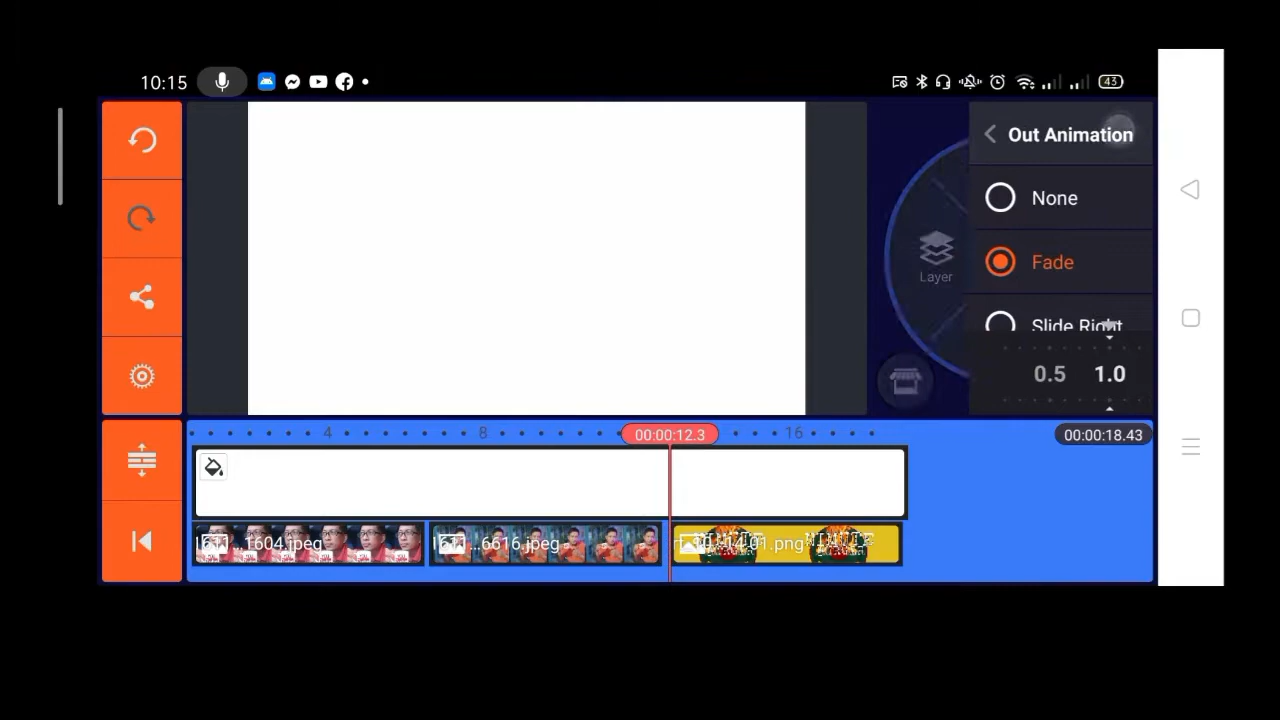 10:15
43
Out Animation
None
Fade
Slide Right
Layer
0.5 1.0
4 8 00:00:12.3 16 00:00:18.43
1604.jpeg
...6616.jpeg
01.png